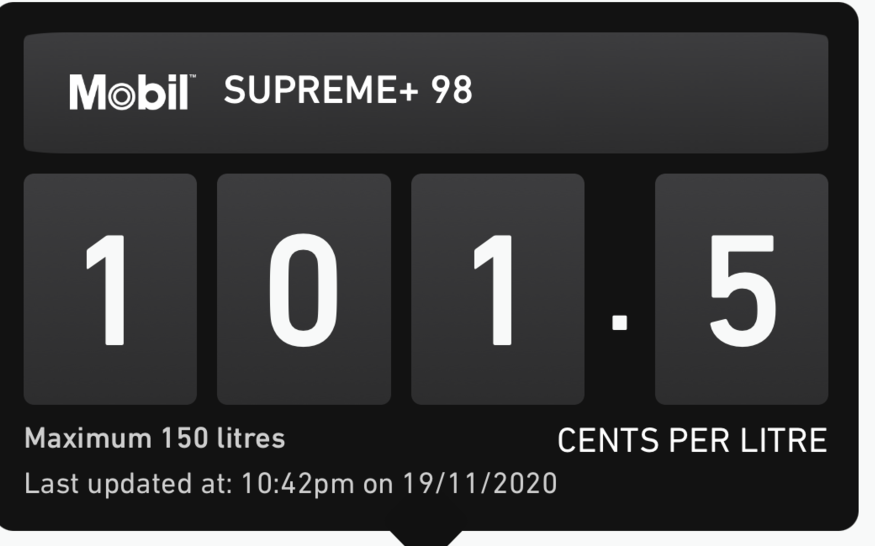 Mobil™ SUPREME+ 98
101.5
Maximum 150 litres CENTS PER LITRE
Last updated at: 10:42pm on 19/11/2020